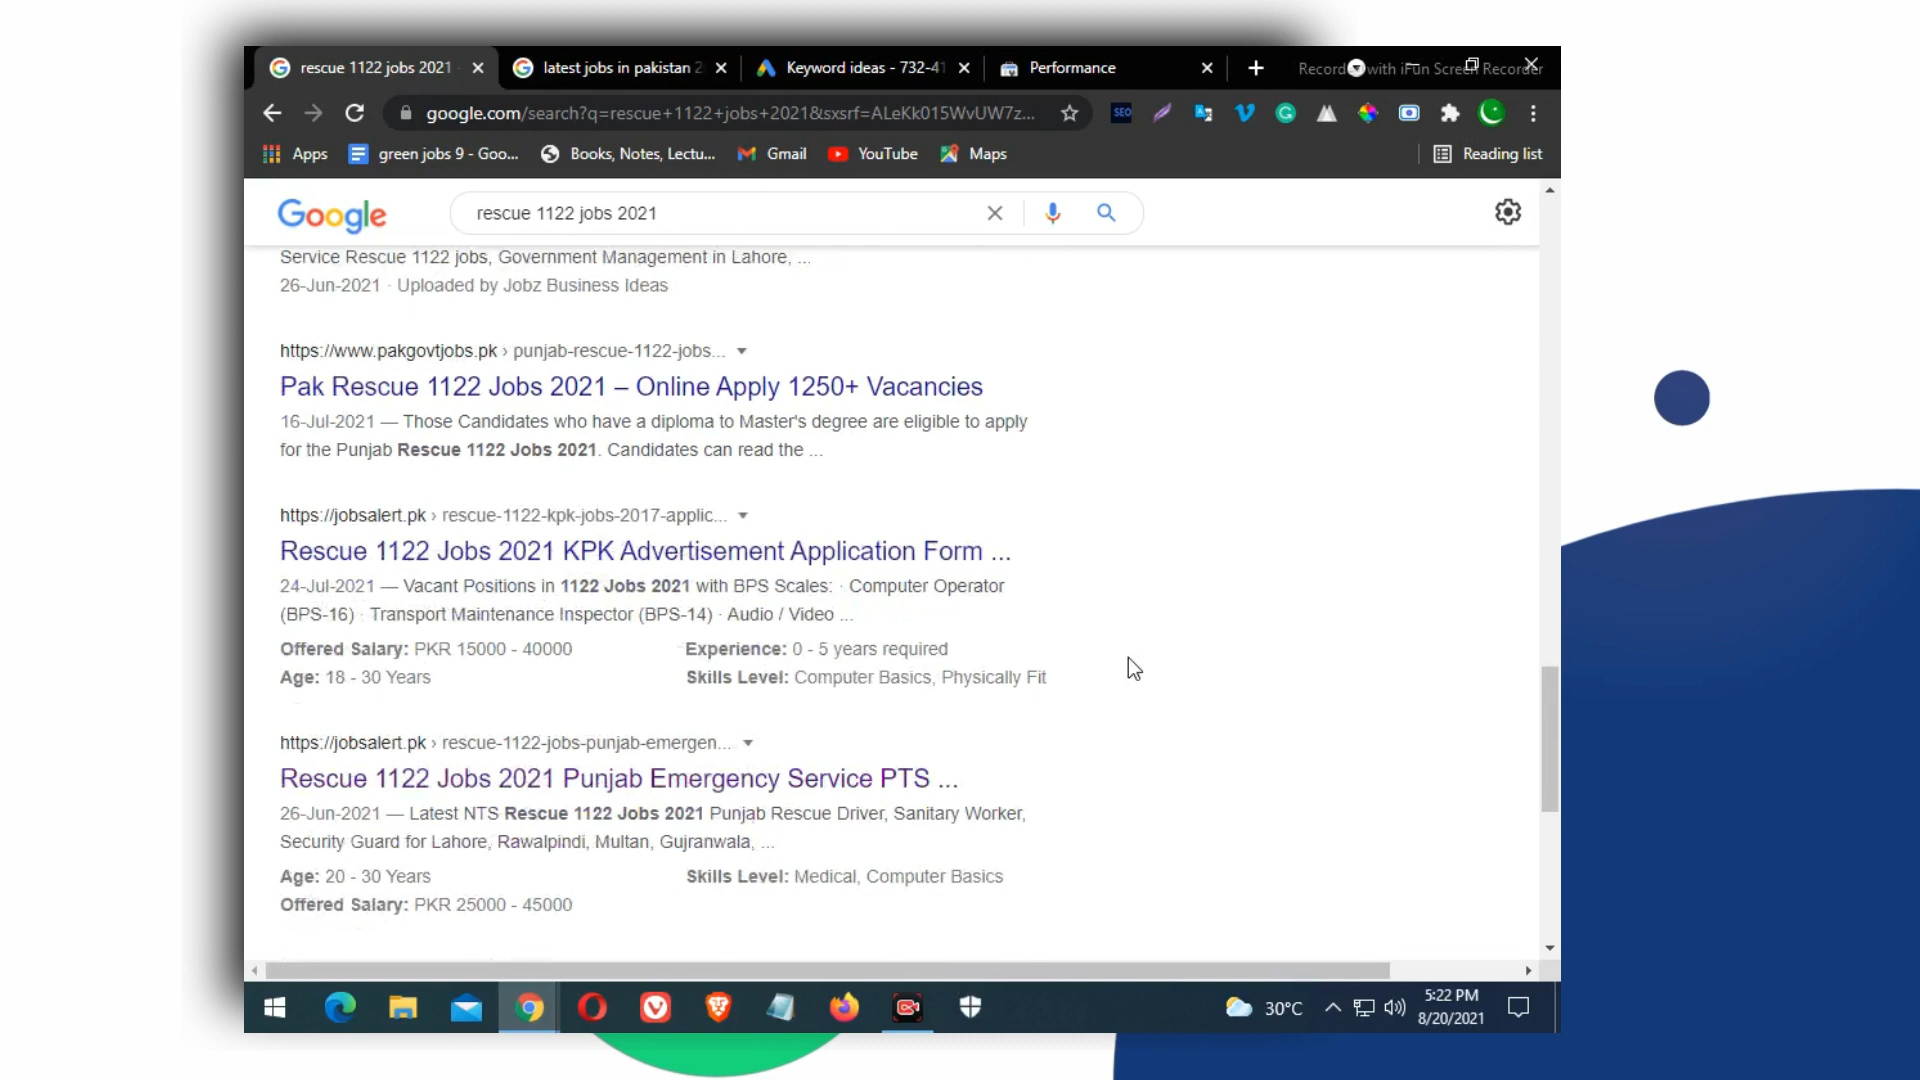 rescue 1122 jobs 2021
latest jobs in pakistan 2
Keyword ideas - 732-41
Performance
Recorded with iFun Screen Recorder
google.com/search?q=rescue+1122+jobs+2021&sxsrf=ALeKk015WvUW7z...
SEO
Apps
green jobs 9 - Goo...
Books, Notes, Lectu...
Gmail
YouTube
Maps
Reading list
Google
rescue 1122 jobs 2021
Service Rescue 1122 jobs, Government Management in Lahore, ...
26-Jun-2021 · Uploaded by Jobz Business Ideas
https://www.pakgovtjobs.pk › punjab-rescue-1122-jobs...
Pak Rescue 1122 Jobs 2021 – Online Apply 1250+ Vacancies
16-Jul-2021 — Those Candidates who have a diploma to Master's degree are eligible to apply
for the Punjab Rescue 1122 Jobs 2021. Candidates can read the ...
https://jobsalert.pk › rescue-1122-kpk-jobs-2017-applic...
Rescue 1122 Jobs 2021 KPK Advertisement Application Form ...
24-Jul-2021 — Vacant Positions in 1122 Jobs 2021 with BPS Scales: · Computer Operator
(BPS-16) · Transport Maintenance Inspector (BPS-14) · Audio / Video ...
Offered Salary: PKR 15000 - 40000
Experience: 0 - 5 years required
Age: 18 - 30 Years
Skills Level: Computer Basics, Physically Fit
https://jobsalert.pk › rescue-1122-jobs-punjab-emergen...
Rescue 1122 Jobs 2021 Punjab Emergency Service PTS ...
26-Jun-2021 — Latest NTS Rescue 1122 Jobs 2021 Punjab Rescue Driver, Sanitary Worker,
Security Guard for Lahore, Rawalpindi, Multan, Gujranwala, ...
Age: 20 - 30 Years
Skills Level: Medical, Computer Basics
Offered Salary: PKR 25000 - 45000
30°C
5:22 PM
8/20/2021